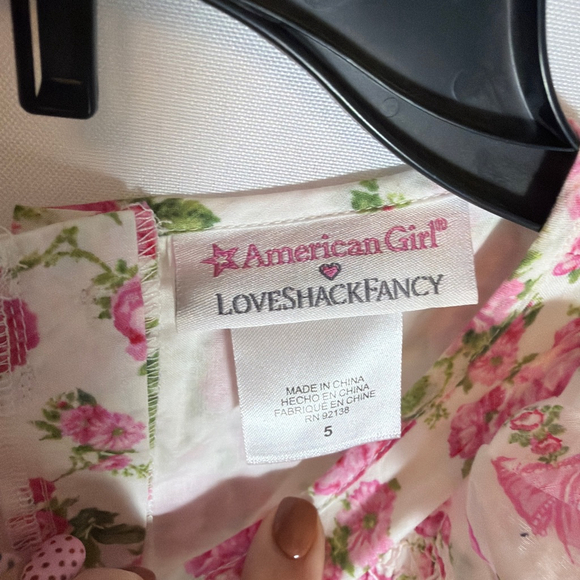 American Girl®
LOVESHACKFANCY
MADE IN CHINA
HECHO EN CHINA
FABRIQUE EN CHINE
RN 92138
5